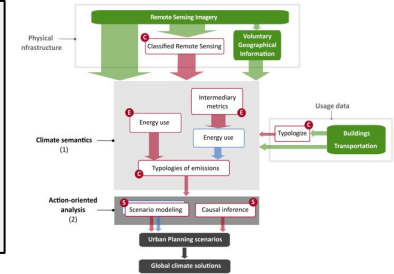 Remote Sensing Imagery
Physical
nfrastructure
C
Classified Remote Sensing
Voluntary
Geographical
Information
Usage data
E
Energy use
Intermediary
metrics
E
Energy use
C
Typologize
Buildings
Transportation
Climate semantics
(1)
C
Typologies of emissions
Action-oriented
analysis
(2)
S
Scenario modeling
Causal inference
S
Urban Planning scenarios
Global climate solutions